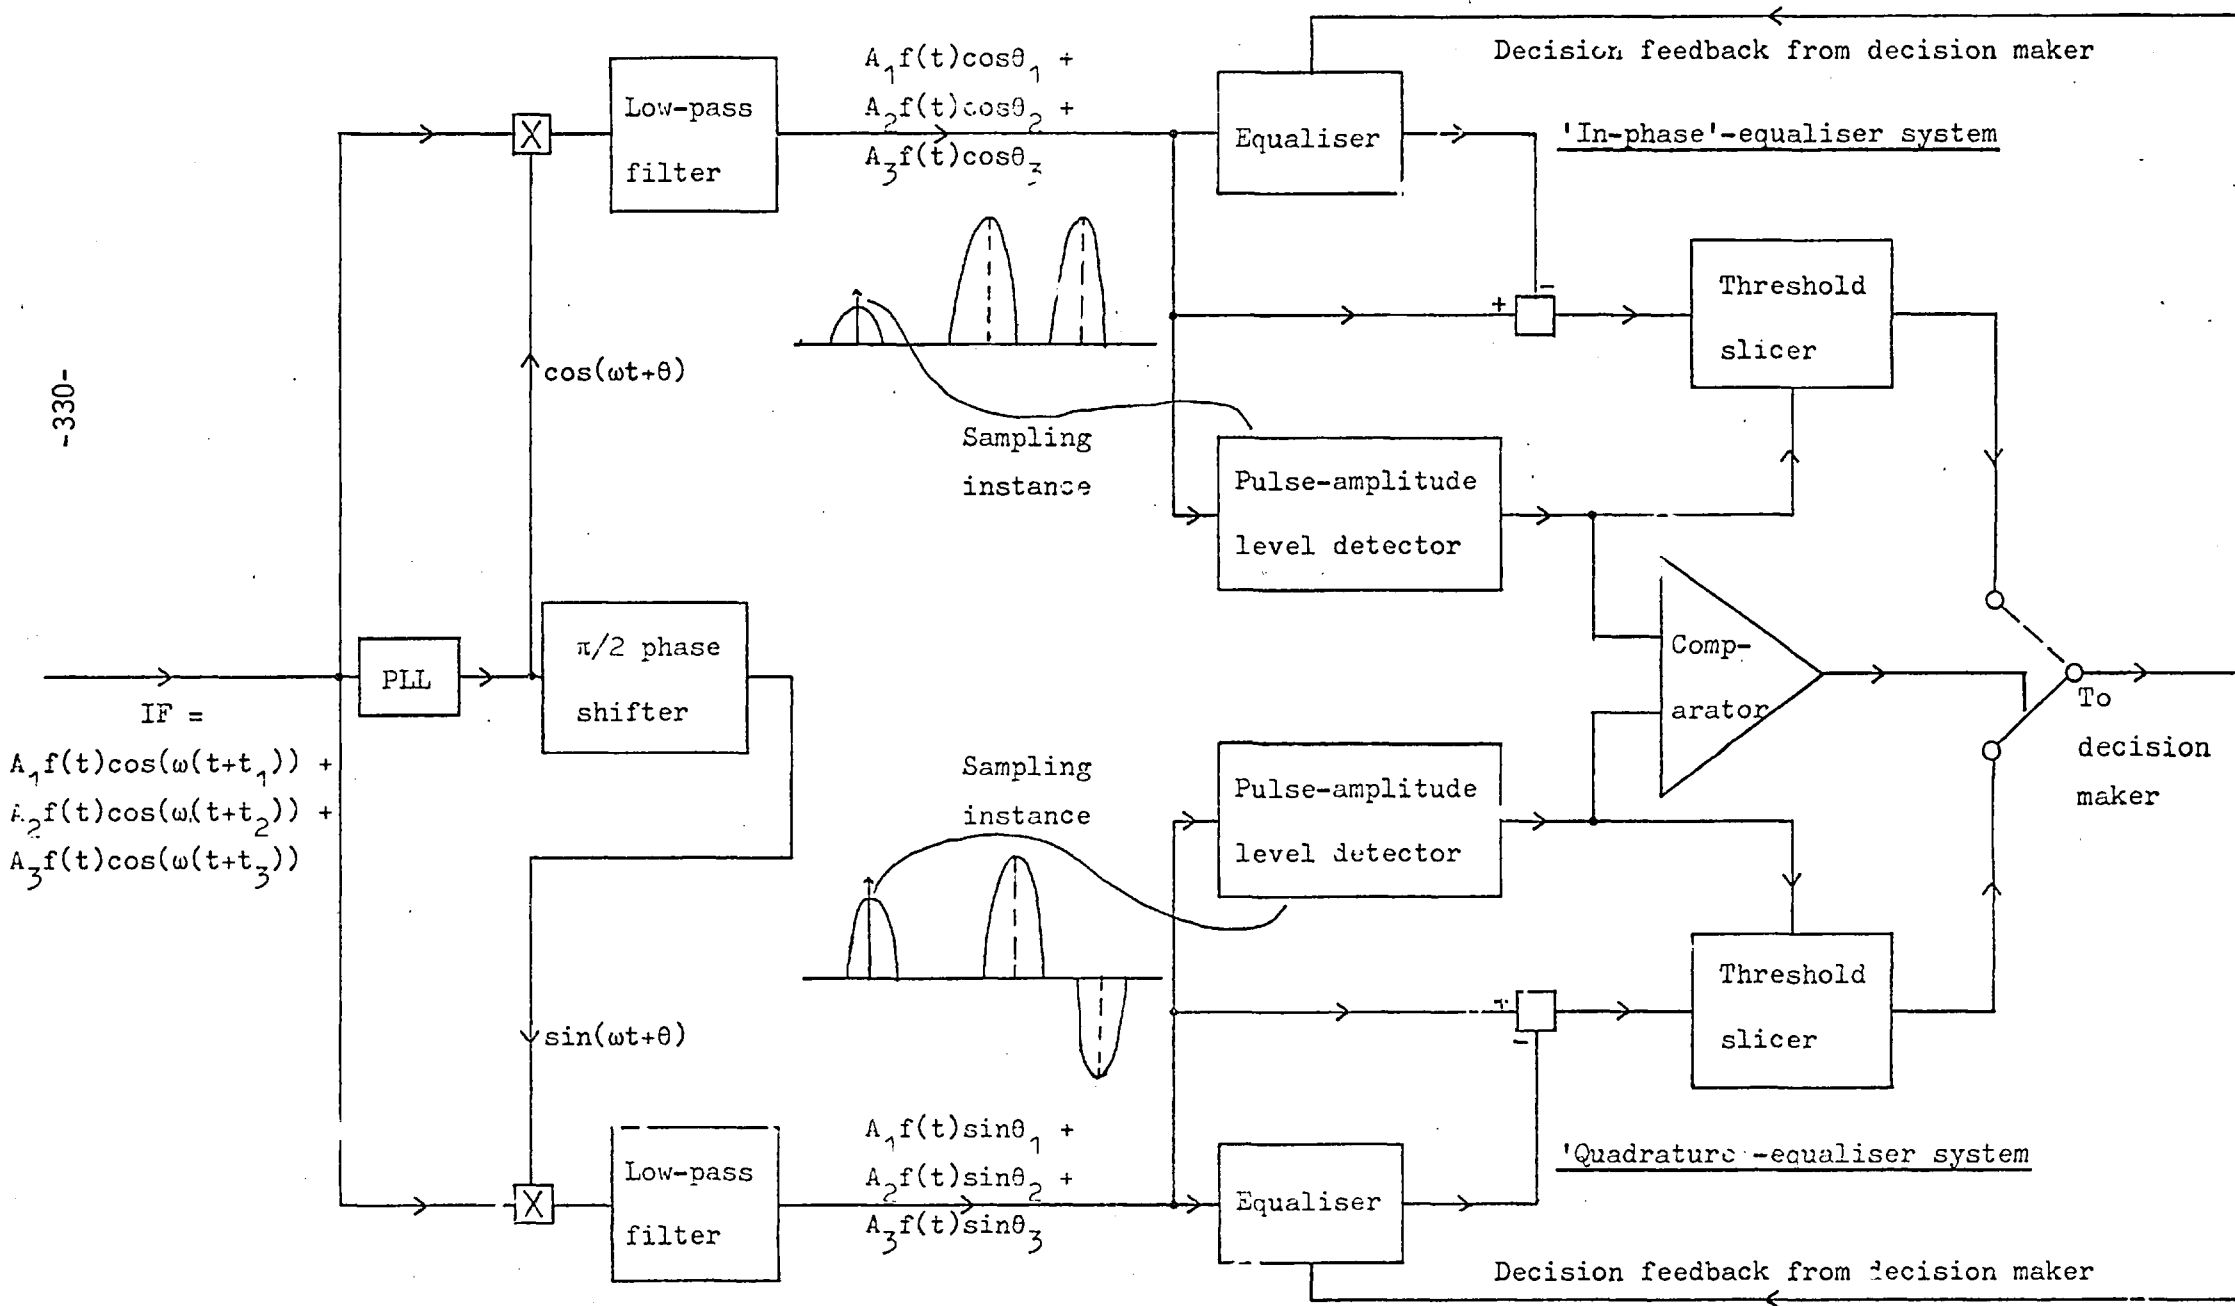 A₁f(t)cosθ₁ +
A₂f(t)cosθ₂ +
A₃f(t)cosθ₃
Decision feedback from decision maker
Low-pass
filter
X
Equaliser
'In-phase'-equaliser system
+
-
Threshold
slicer
cos(ωt+θ)
-330-
Sampling
instance
Pulse-amplitude
level detector
PLL
π/2 phase
shifter
Comp-
arator
IF =
A₁f(t)cos(ω(t+t₁)) +
A₂f(t)cos(ω(t+t₂)) +
A₃f(t)cos(ω(t+t₃))
To
decision
maker
Sampling
instance
Pulse-amplitude
level detector
Threshold
slicer
+
-
sin(ωt+θ)
A₁f(t)sinθ₁ +
A₂f(t)sinθ₂ +
A₃f(t)sinθ₃
X
Low-pass
filter
Equaliser
'Quadrature -equaliser system
Decision feedback from decision maker